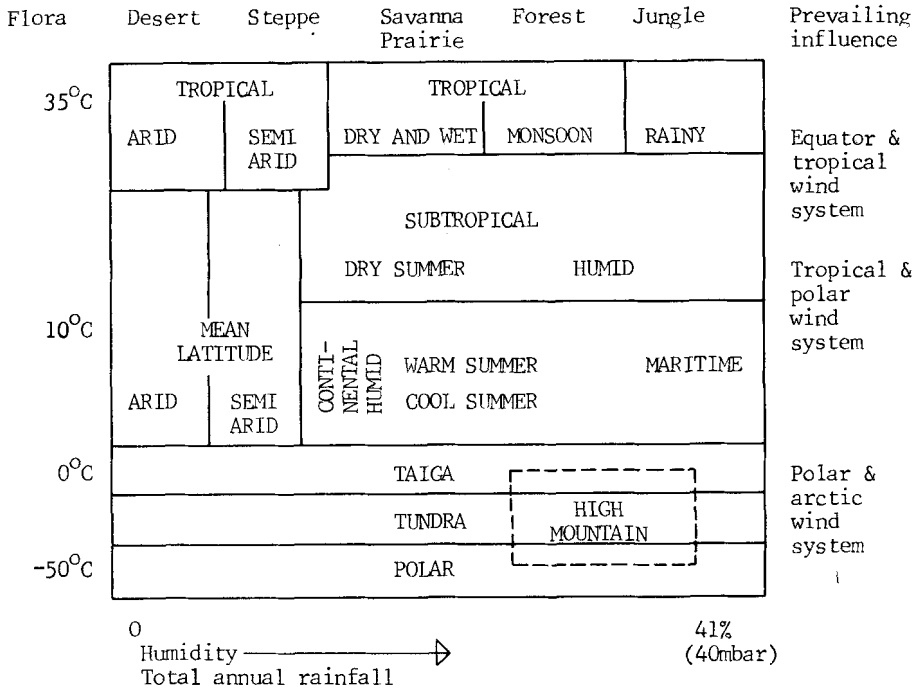 Flora Desert Steppe Savanna Prairie Forest Jungle Prevailing influence
35°C
TROPICAL
TROPICAL
ARID
SEMI ARID
DRY AND WET
MONSOON
RAINY
Equator & tropical wind system
SUBTROPICAL
DRY SUMMER
HUMID
Tropical & polar wind system
10°C
MEAN LATITUDE
ARID
SEMI ARID
CONTI-
NENTAL
HUMID
WARM SUMMER
COOL SUMMER
MARITIME
0°C
TAIGA
TUNDRA
HIGH MOUNTAIN
Polar & arctic wind system
-50°C
POLAR
0
41%
(40mbar)
Humidity
Total annual rainfall